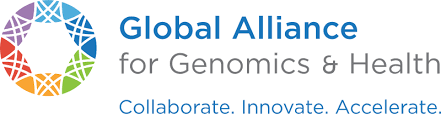 Global Alliance
for Genomics & Health
Collaborate. Innovate. Accelerate.